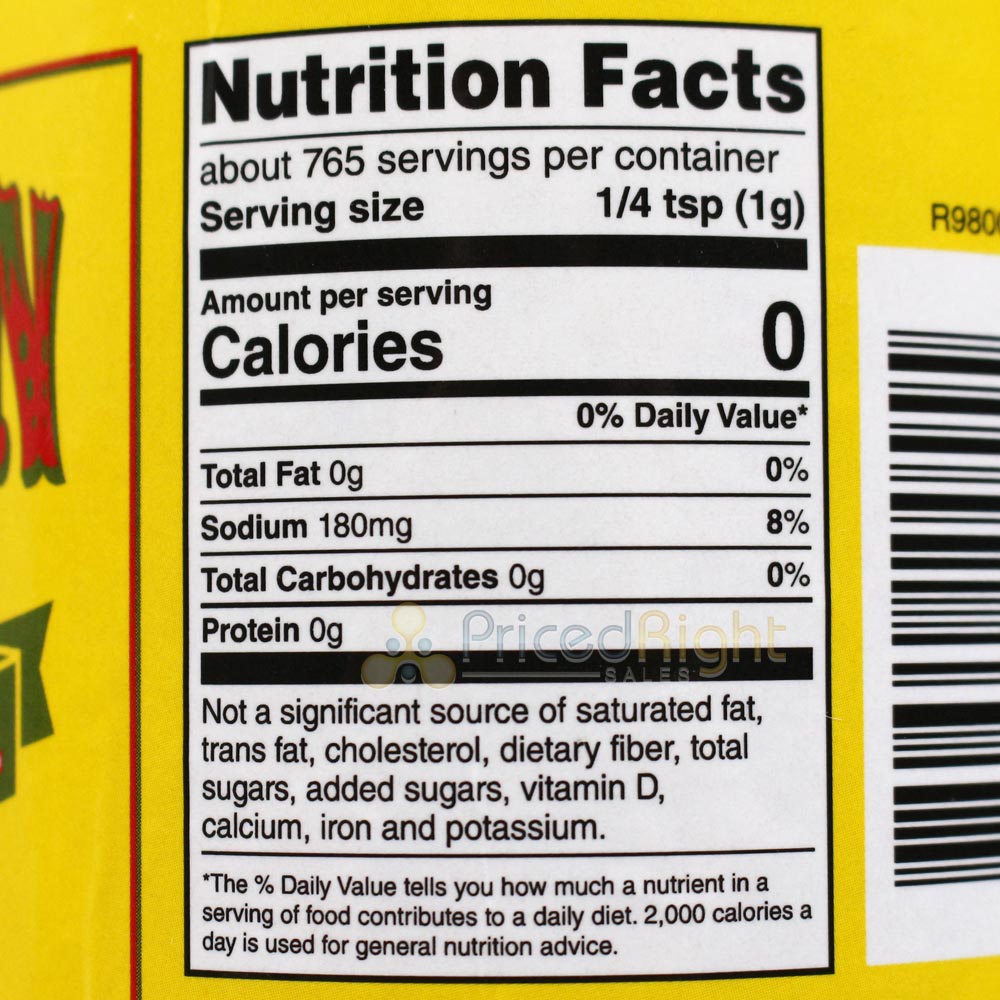 Nutrition Facts
about 765 servings per container
Serving size 1/4 tsp (1g)
Amount per serving
Calories 0
0% Daily Value*
Total Fat 0g 0%
Sodium 180mg 8%
Total Carbohydrates 0g 0%
Protein 0g
PricedRight
SALES
Not a significant source of saturated fat,
trans fat, cholesterol, dietary fiber, total
sugars, added sugars, vitamin D,
calcium, iron and potassium.
*The % Daily Value tells you how much a nutrient in a
serving of food contributes to a daily diet. 2,000 calories a
day is used for general nutrition advice.